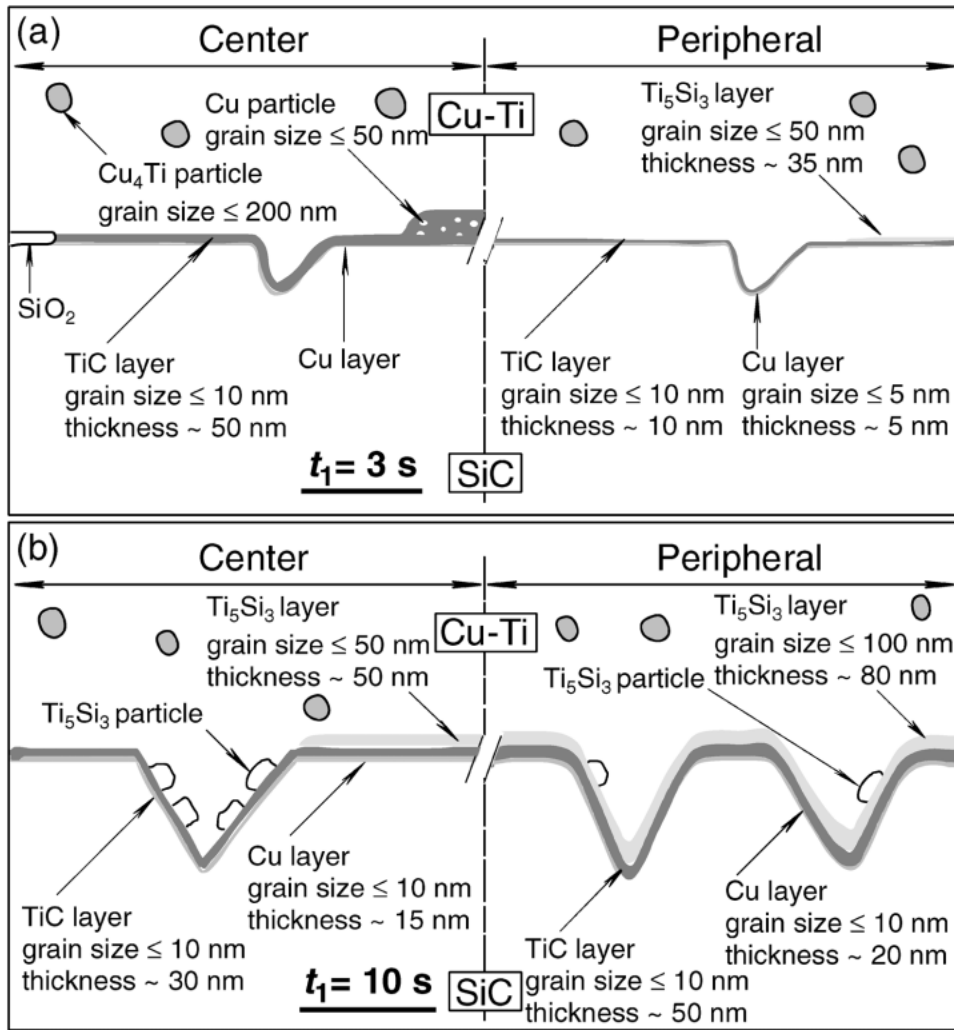 (a)
Center
Peripheral
Cu particle
grain size ≤ 50 nm
Cu-Ti
Ti₅Si₃ layer
grain size ≤ 50 nm
thickness ~ 35 nm
Cu₄Ti particle
grain size ≤ 200 nm
SiO₂
TiC layer
grain size ≤ 10 nm
thickness ~ 50 nm
Cu layer
TiC layer
grain size ≤ 10 nm
thickness ~ 10 nm
Cu layer
grain size ≤ 5 nm
thickness ~ 5 nm
t₁= 3 s
SiC
(b)
Center
Peripheral
Ti₅Si₃ layer
grain size ≤ 50 nm
thickness ~ 50 nm
Cu-Ti
Ti₅Si₃ layer
grain size ≤ 100 nm
thickness ~ 80 nm
Ti₅Si₃ particle
Ti₅Si₃ particle
TiC layer
grain size ≤ 10 nm
thickness ~ 30 nm
Cu layer
grain size ≤ 10 nm
thickness ~ 15 nm
TiC layer
grain size ≤ 10 nm
thickness ~ 50 nm
Cu layer
grain size ≤ 10 nm
thickness ~ 20 nm
t₁= 10 s
SiC